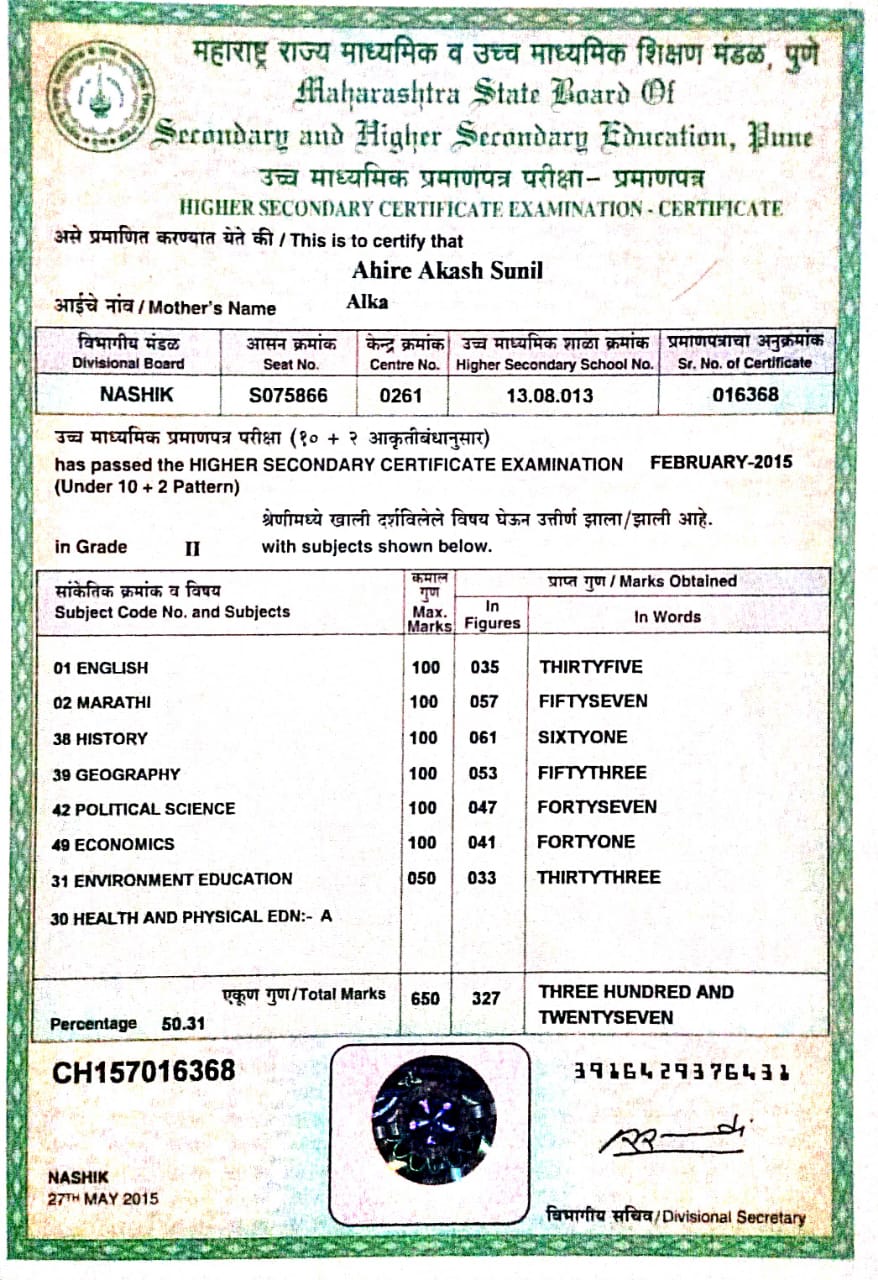 महाराष्ट्र राज्य माध्यमिक व उच्च माध्यमिक शिक्षण मंडळ, पुणे
Maharashtra State Board Of
Secondary and Higher Secondary Education, Pune
उच्च माध्यमिक प्रमाणपत्र परीक्षा– प्रमाणपत्र
HIGHER SECONDARY CERTIFICATE EXAMINATION - CERTIFICATE
असे प्रमाणित करण्यात येते की / This is to certify that
Ahire Akash Sunil
आईचे नांव / Mother's Name Alka
विभागीय मंडळ आसन क्रमांक केन्द्र क्रमांक उच्च माध्यमिक शाळा क्रमांक प्रमाणपत्राचा अनुक्रमांक
Divisional Board Seat No. Centre No. Higher Secondary School No. Sr. No. of Certificate
NASHIK S075866 0261 13.08.013 016368
उच्च माध्यमिक प्रमाणपत्र परीक्षा (१० + २ आकृतीबंधानुसार)
has passed the HIGHER SECONDARY CERTIFICATE EXAMINATION FEBRUARY-2015
(Under 10 + 2 Pattern)
श्रेणीमध्ये खाली दर्शविलेले विषय घेऊन उत्तीर्ण झाला/झाली आहे.
in Grade II with subjects shown below.
सांकेतिक क्रमांक व विषय
Subject Code No. and Subjects
कमाल
गुण
Max.
Marks
प्राप्त गुण / Marks Obtained
In
Figures
In Words
01 ENGLISH 100 035 THIRTYFIVE
02 MARATHI 100 057 FIFTYSEVEN
38 HISTORY 100 061 SIXTYONE
39 GEOGRAPHY 100 053 FIFTYTHREE
42 POLITICAL SCIENCE 100 047 FORTYSEVEN
49 ECONOMICS 100 041 FORTYONE
31 ENVIRONMENT EDUCATION 050 033 THIRTYTHREE
30 HEALTH AND PHYSICAL EDN:- A
एकूण गुण/Total Marks 650 327 THREE HUNDRED AND
TWENTYSEVEN
Percentage 50.31
CH157016368
3916429376431
NASHIK
27TH MAY 2015
विभागीय सचिव/Divisional Secretary